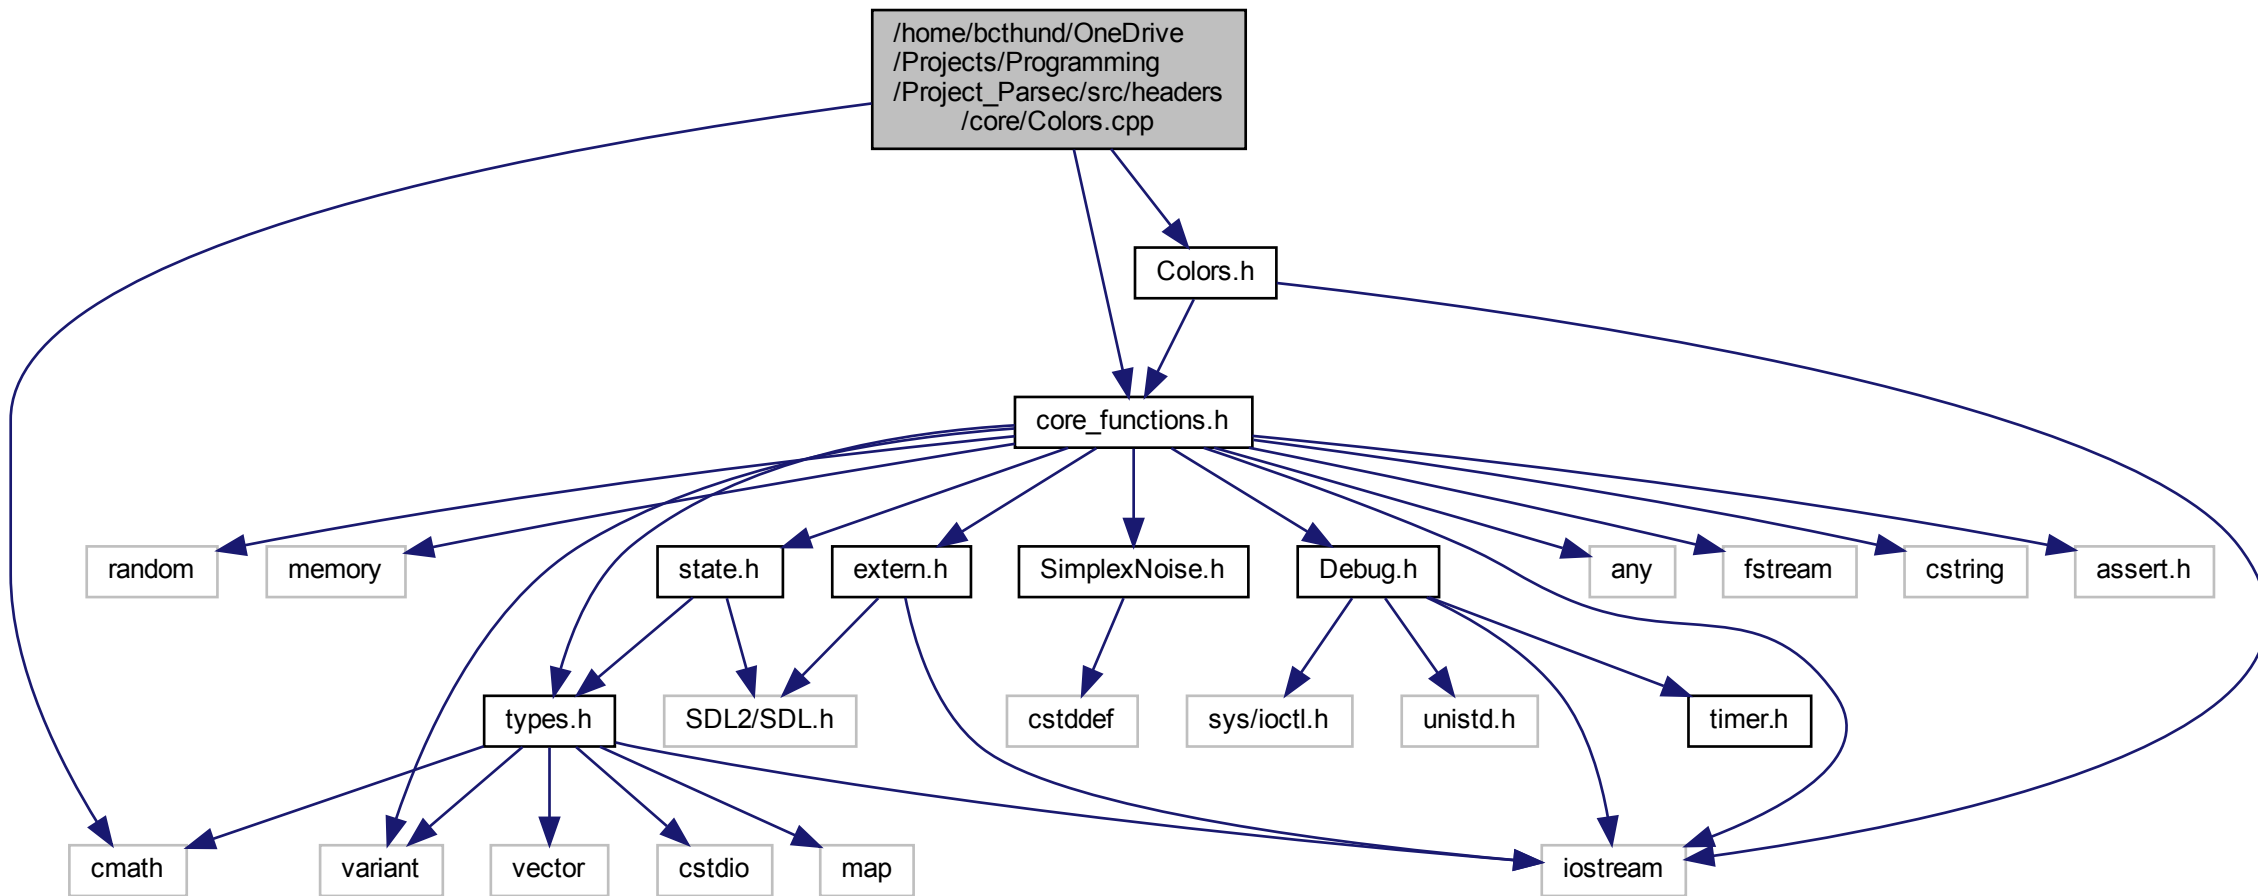 /home/bcthund/OneDrive
/Projects/Programming
/Project_Parsec/src/headers
/core/Colors.cpp
Colors.h
core_functions.h
random
memory
state.h
extern.h
SimplexNoise.h
Debug.h
any
fstream
cstring
assert.h
types.h
SDL2/SDL.h
cstddef
sys/ioctl.h
unistd.h
timer.h
cmath
variant
vector
cstdio
map
iostream